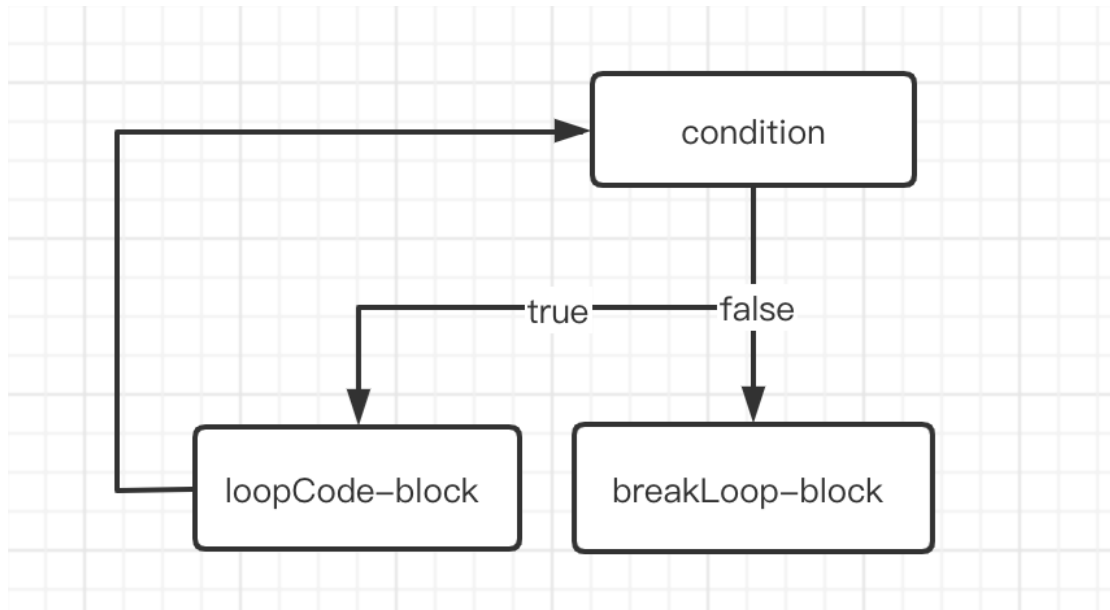 condition
true
false
loopCode-block
breakLoop-block